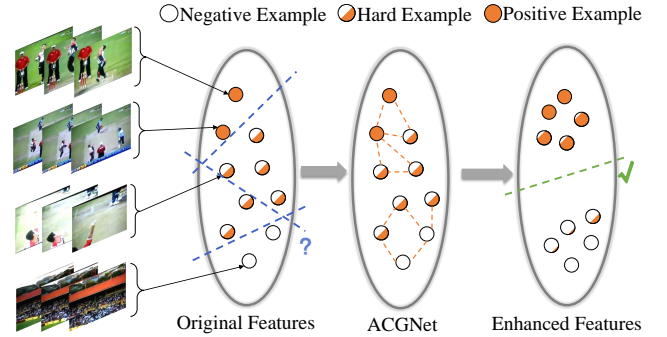 Negative Example Hard Example Positive Example
?
√
Original Features ACGNet Enhanced Features